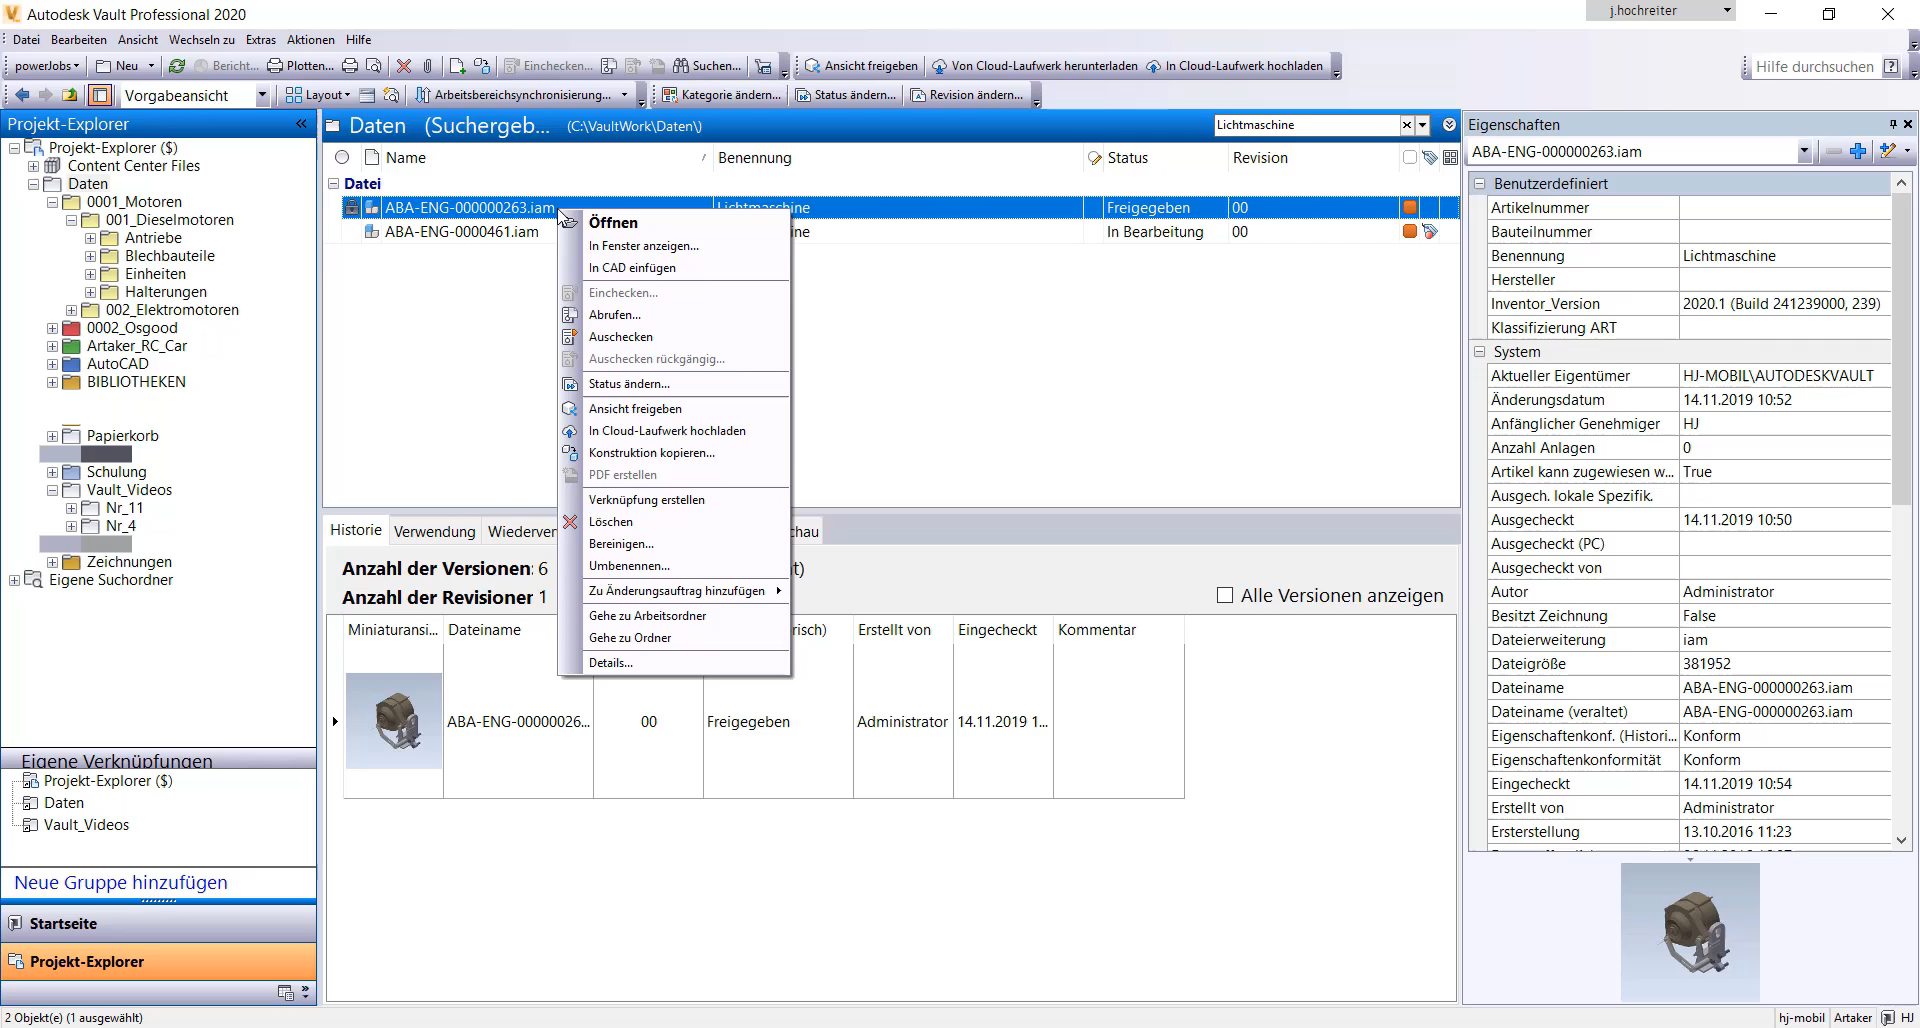 Autodesk Vault Professional 2020
j.hochreiter
Datei Bearbeiten Ansicht Wechseln zu Extras Aktionen Hilfe
powerJobs Neu Bericht... Plotten... Einchecken... Suchen... Ansicht freigeben Von Cloud-Laufwerk herunterladen In Cloud-Laufwerk hochladen
Hilfe durchsuchen
Vorgabeansicht Layout Arbeitsbereichsynchronisierung... Kategorie ändern... Status ändern... Revision ändern...
Projekt-Explorer
Projekt-Explorer ($)
Content Center Files
Daten
0001_Motoren
001_Dieselmotoren
Antriebe
Blechbauteile
Einheiten
Halterungen
002_Elektromotoren
0002_Osgood
Artaker_RC_Car
AutoCAD
BIBLIOTHEKEN
Papierkorb
Schulung
Vault_Videos
Nr_11
Nr_4
Zeichnungen
Eigene Suchordner
Eigene Verknüpfungen
Projekt-Explorer ($)
Daten
Vault_Videos
Neue Gruppe hinzufügen
Startseite
Projekt-Explorer
Daten (Suchergeb... (C:\VaultWork\Daten\)
Lichtmaschine
Name Benennung Status Revision
Datei
ABA-ENG-000000263.iam Lichtmaschine Freigegeben 00
ABA-ENG-0000461.iam ine In Bearbeitung 00
Öffnen
In Fenster anzeigen...
In CAD einfügen
Einchecken...
Abrufen...
Auschecken
Auschecken rückgängig...
Status ändern...
Ansicht freigeben
In Cloud-Laufwerk hochladen
Konstruktion kopieren...
PDF erstellen
Verknüpfung erstellen
Löschen
Bereinigen...
Umbenennen...
Zu Änderungsauftrag hinzufügen
Gehe zu Arbeitsordner
Gehe zu Ordner
Details...
Historie Verwendung Wiederver chau
Anzahl der Versionen: 6 t)
Anzahl der Revisioner 1
Alle Versionen anzeigen
Miniaturansi... Dateiname risch) Erstellt von Eingecheckt Kommentar
ABA-ENG-00000026... 00 Freigegeben Administrator 14.11.2019 1...
Eigenschaften
ABA-ENG-000000263.iam
Benutzerdefiniert
Artikelnummer
Bauteilnummer
Benennung Lichtmaschine
Hersteller
Inventor_Version 2020.1 (Build 241239000, 239)
Klassifizierung ART
System
Aktueller Eigentümer HJ-MOBIL\AUTODESKVAULT
Änderungsdatum 14.11.2019 10:52
Anfänglicher Genehmiger HJ
Anzahl Anlagen 0
Artikel kann zugewiesen w... True
Ausgech. lokale Spezifik.
Ausgecheckt 14.11.2019 10:50
Ausgecheckt (PC)
Ausgecheckt von
Autor Administrator
Besitzt Zeichnung False
Dateierweiterung iam
Dateigröße 381952
Dateiname ABA-ENG-000000263.iam
Dateiname (veraltet) ABA-ENG-000000263.iam
Eigenschaftenkonf. (Histori... Konform
Eigenschaftenkonformität Konform
Eingecheckt 14.11.2019 10:54
Erstellt von Administrator
Ersterstellung 13.10.2016 11:23
2 Objekt(e) (1 ausgewählt)
hj-mobil Artaker HJ